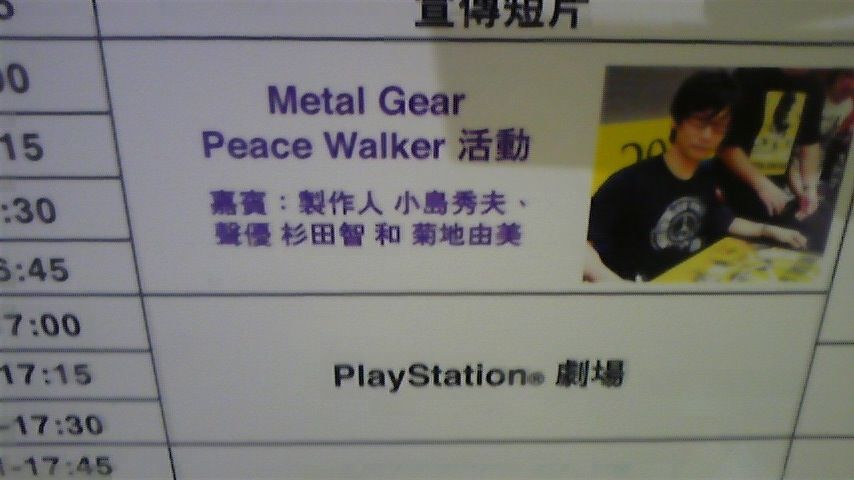 宣傳短片
Metal Gear
Peace Walker 活動
嘉賓：製作人 小島秀夫、
聲優 杉田智 和 菊地由美
:30
:45
7:00
PlayStation® 劇場
17:15
-17:30
-17:45
00
15
20